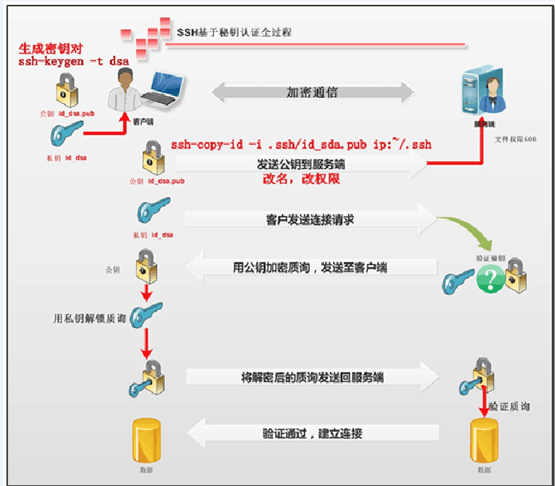 SSH基于秘钥认证全过程
生成密钥对
ssh-keygen -t dsa
公钥 id_dsa.pub
客户端
加密通信
服务端
私钥 id_dsa
文件权限600
ssh-copy-id -i .ssh/id_sda.pub ip:~/.ssh
发送公钥到服务端
公钥 id_dsa.pub
改名，改权限
客户发送连接请求
私钥 id_dsa
验证秘钥
公钥
用公钥加密质询，发送至客户端
用私钥解锁质询
将解密后的质询发送回服务端
验证质询
验证通过，建立连接
数据
数据